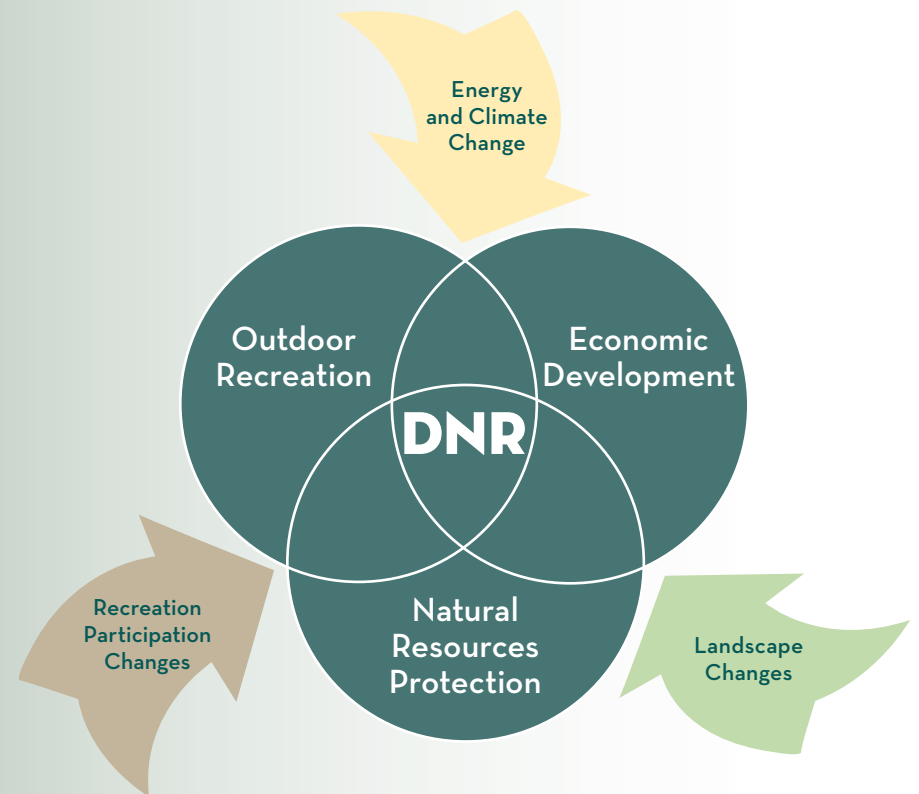 Energy
and Climate
Change
Outdoor
Recreation
Economic
Development
DNR
Recreation
Participation
Changes
Natural
Resources
Protection
Landscape
Changes